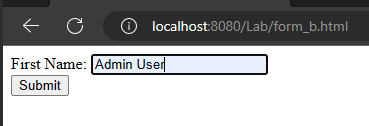 localhost:8080/Lab/form_b.html
First Name: Admin User
Submit